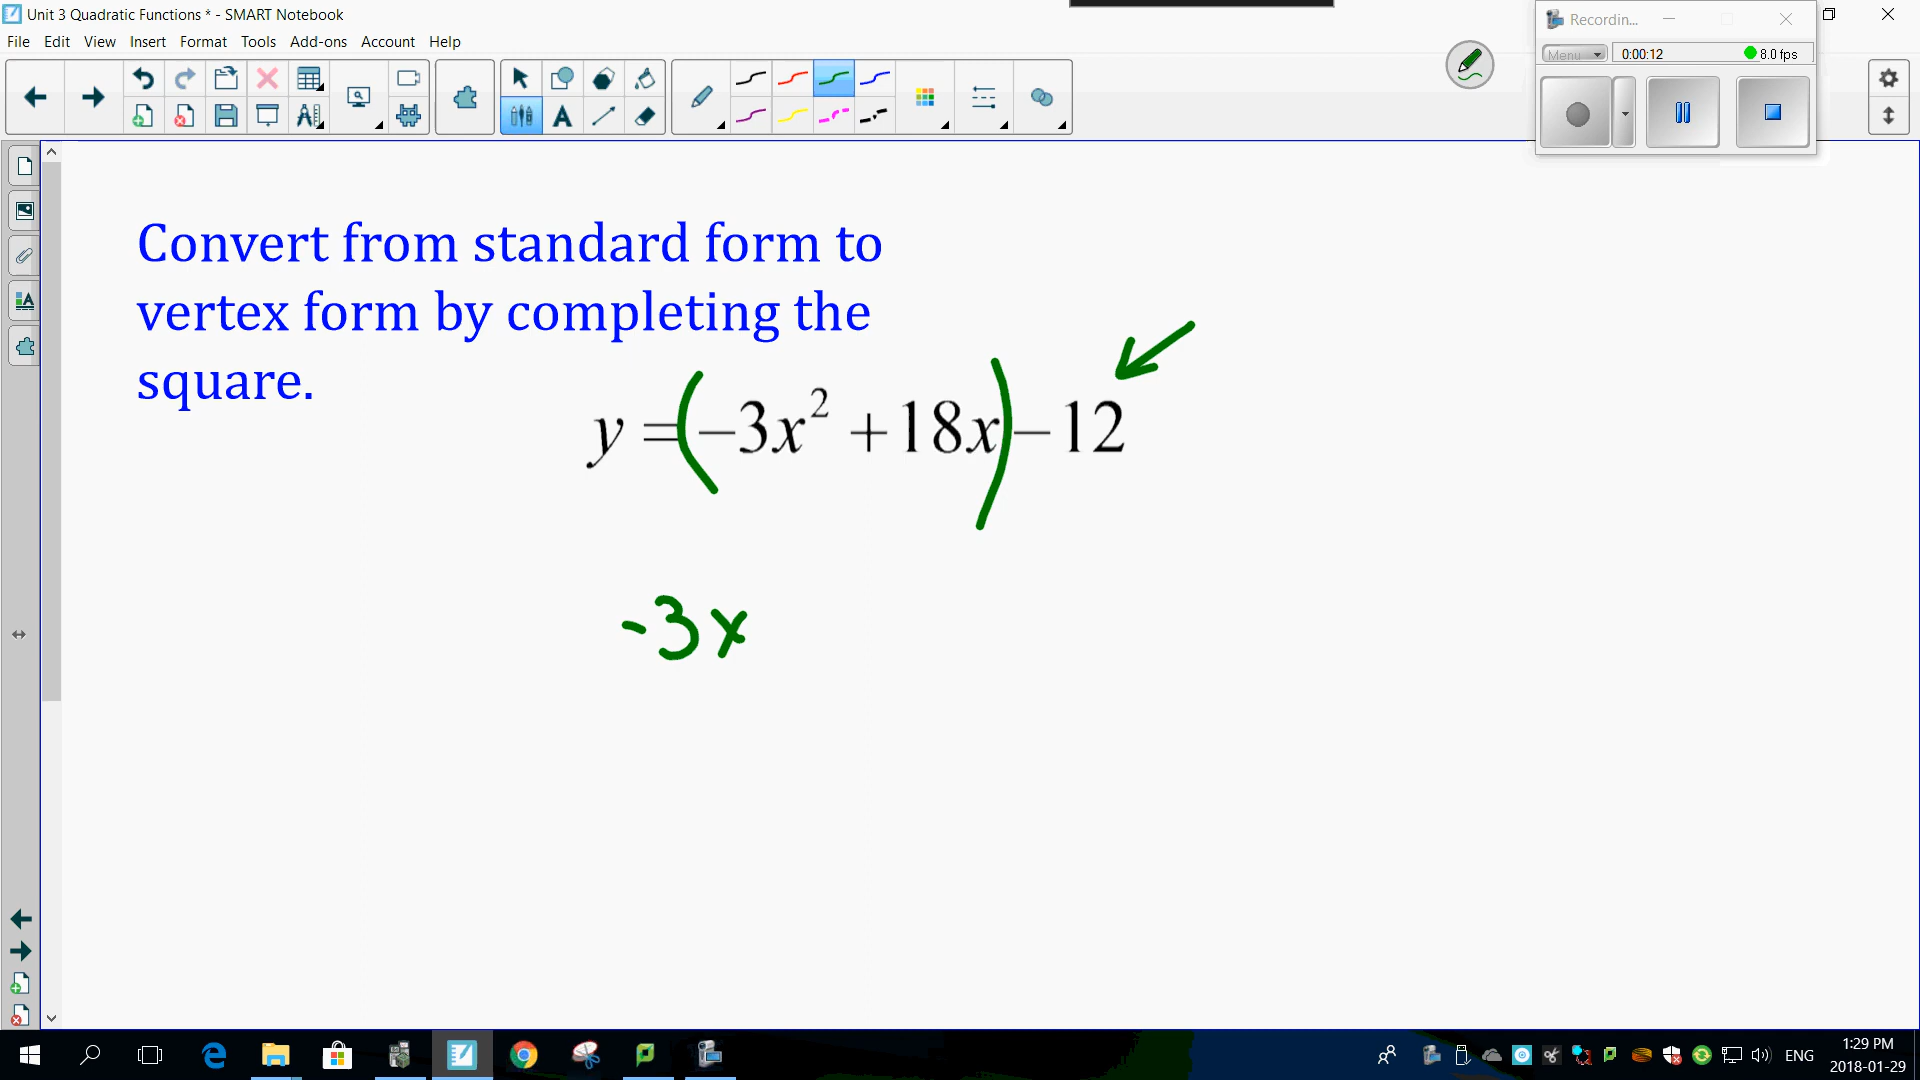 Unit 3 Quadratic Functions * - SMART Notebook
Recordin...
File Edit View Insert Format Tools Add-ons Account Help
Menu 0:00:12 8.0 fps
Convert from standard form to
vertex form by completing the
square.
y = (-3x² + 18x) - 12
-3x
ENG
1:29 PM
2018-01-29